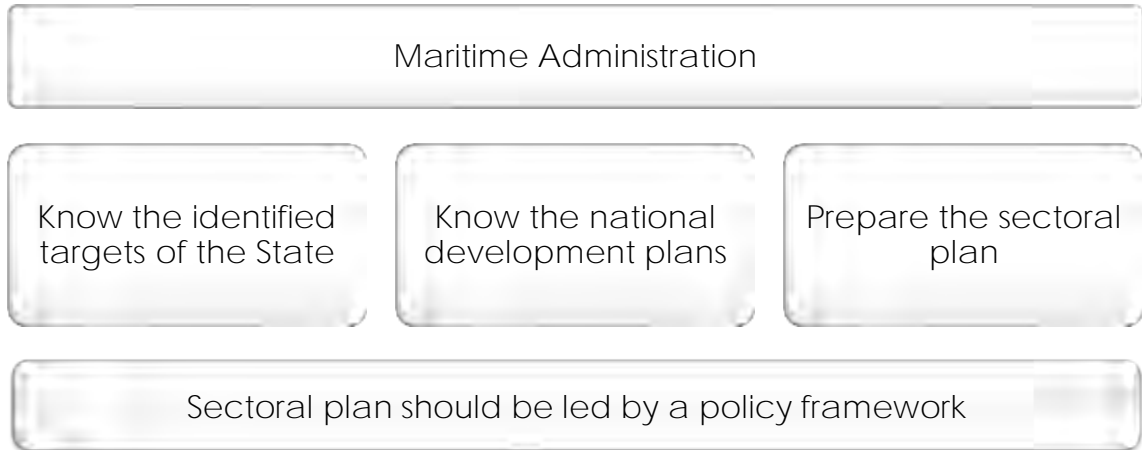 Maritime Administration
Know the identified
targets of the State
Know the national
development plans
Prepare the sectoral
plan
Sectoral plan should be led by a policy framework